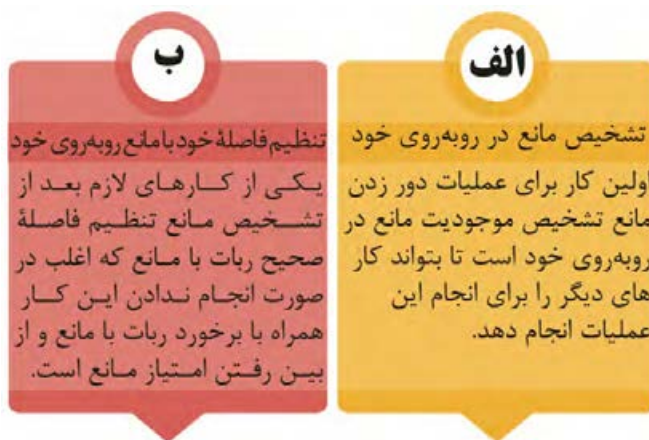 الف
تشخیص مانع در روبه‌روی خود
اولین کار برای عملیات دور زدن
مانع تشخیص موجودیت مانع در
روبه‌روی خود است تا بتواند کار
های دیگر را برای انجام این
عملیات انجام دهد.
ب
تنظیم فاصلهٔ خود با مانع روبه‌روی خود
یکی از کارهای لازم بعد از
تشخیص مانع تنظیم فاصلهٔ
صحیح ربات با مانع که اغلب در
صورت انجام ندادن این کار
همراه با برخورد ربات با مانع و از
بین رفتن امتیاز مانع است.